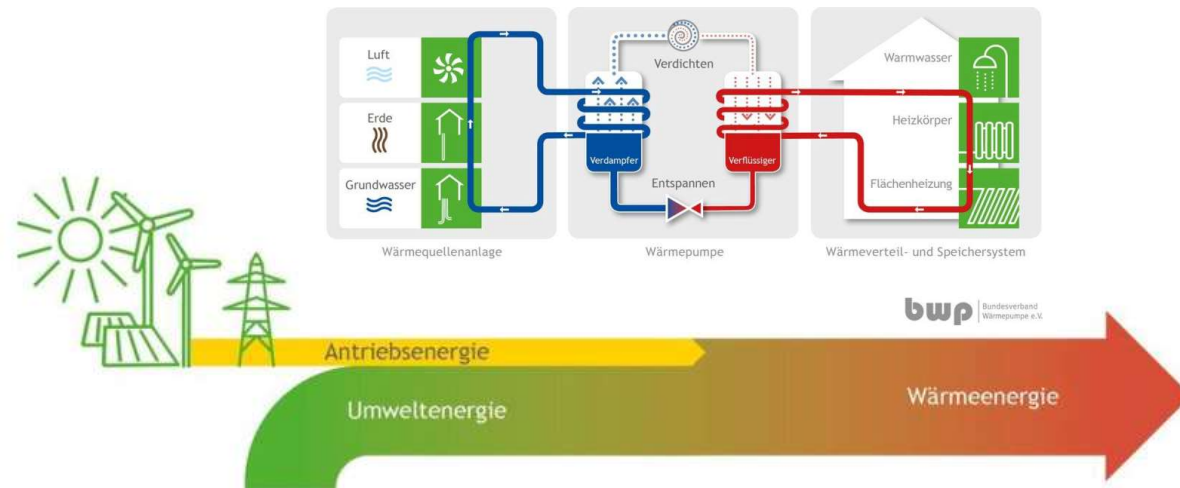 Luft
Erde
Grundwasser
Verdichten
Verdampfer
Verflüssiger
Entspannen
Warmwasser
Heizkörper
Flächenheizung
Wärmequellenanlage
Wärmepumpe
Wärmeverteil- und Speichersystem
bwp
Bundesverband
Wärmepumpe e.V.
Antriebsenergie
Umweltenergie
Wärmeenergie